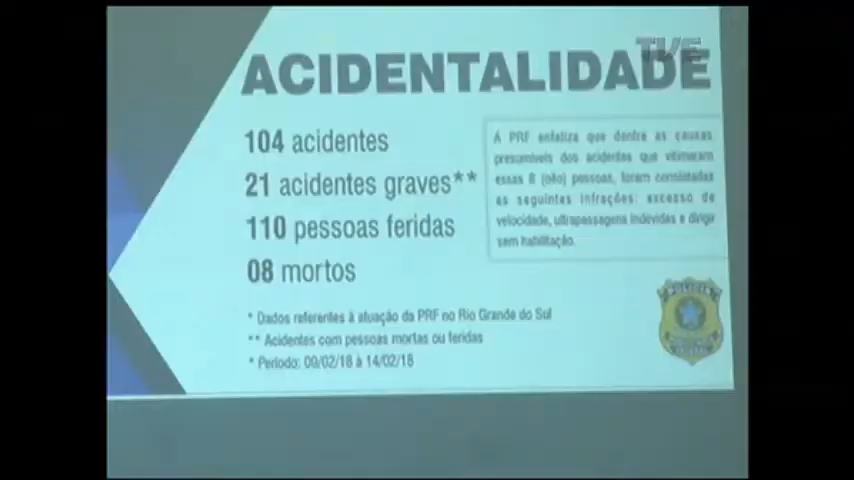 TVE
ACIDENTALIDADE
104 acidentes
21 acidentes graves**
110 pessoas feridas
08 mortos
A PRF enfatiza que dentre as causas
presumíveis dos acidentes que vitimaram
essas 8 (oito) pessoas, foram constatadas
as seguintes infrações: excesso de
velocidade, ultrapassagens indevidas e dirigir
sem habilitação.
* Dados referentes à atuação da PRF no Rio Grande do Sul
** Acidentes com pessoas mortas ou feridas
* Período: 09/02/18 à 14/02/18
POLÍCIA